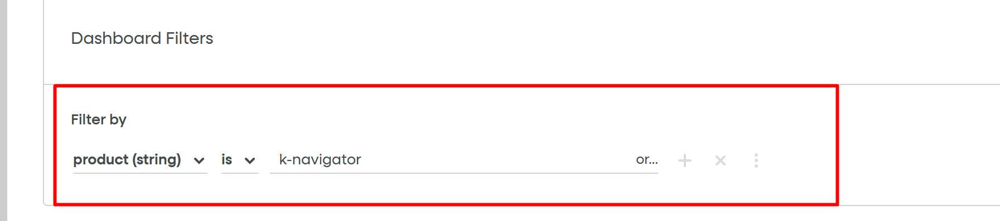 Dashboard Filters
Filter by
product (string) is k-navigator or...